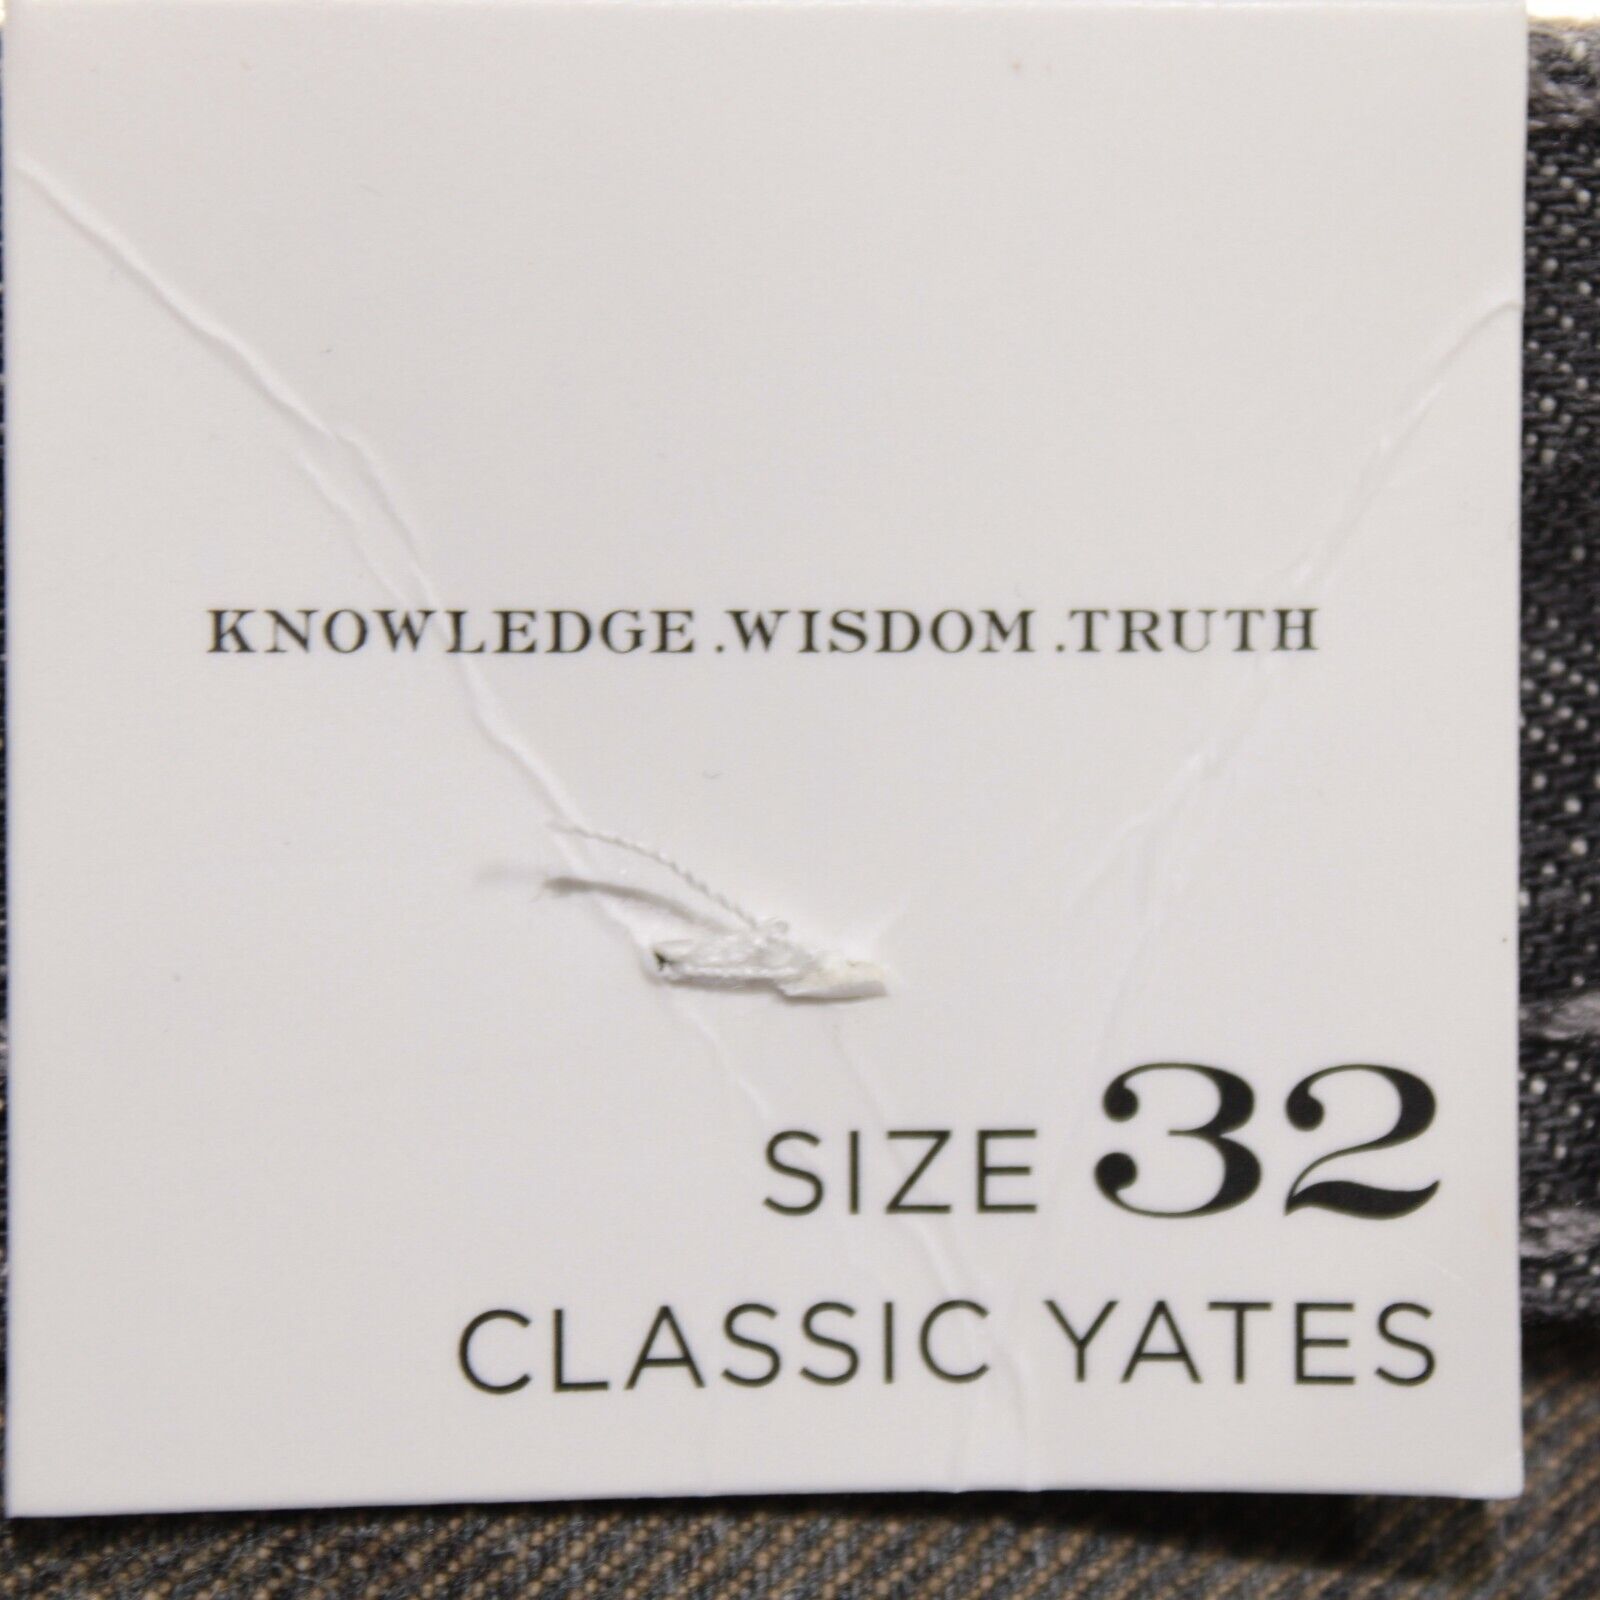 KNOWLEDGE.WISDOM.TRUTH
SIZE 32
CLASSIC YATES